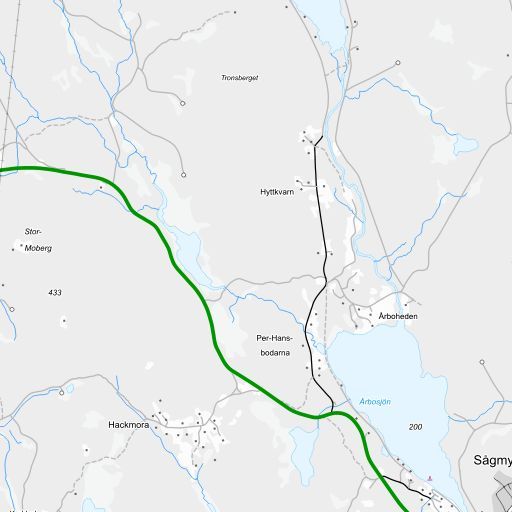 Tronsberget
Hyttkvarn
Stor-
Moberg
433
Årboheden
Per-Hans-
bodarna
Årbosjön
200
Hackmora
Sågmy